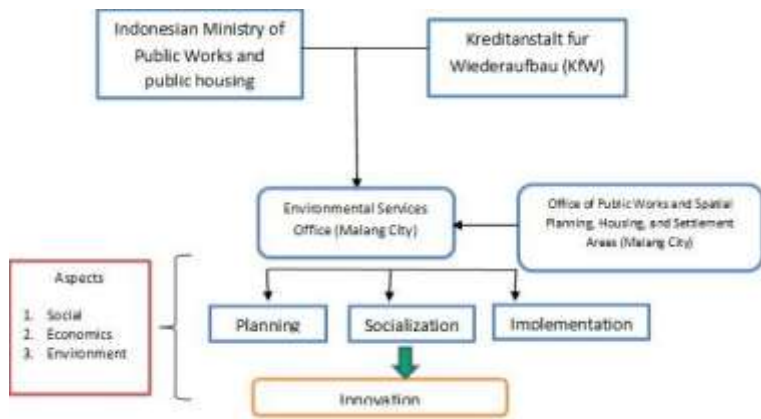 Indonesian Ministry of
Public Works and
public housing
Kreditanstalt fur
Wiederaufbau (KfW)
Environmental Services
Office (Malang City)
Office of Public Works and Spatial
Planning, Housing, and Settlement
Areas (Malang City)
Aspects
1. Social
2. Economics
3. Environment
Planning
Socialization
Implementation
Innovation